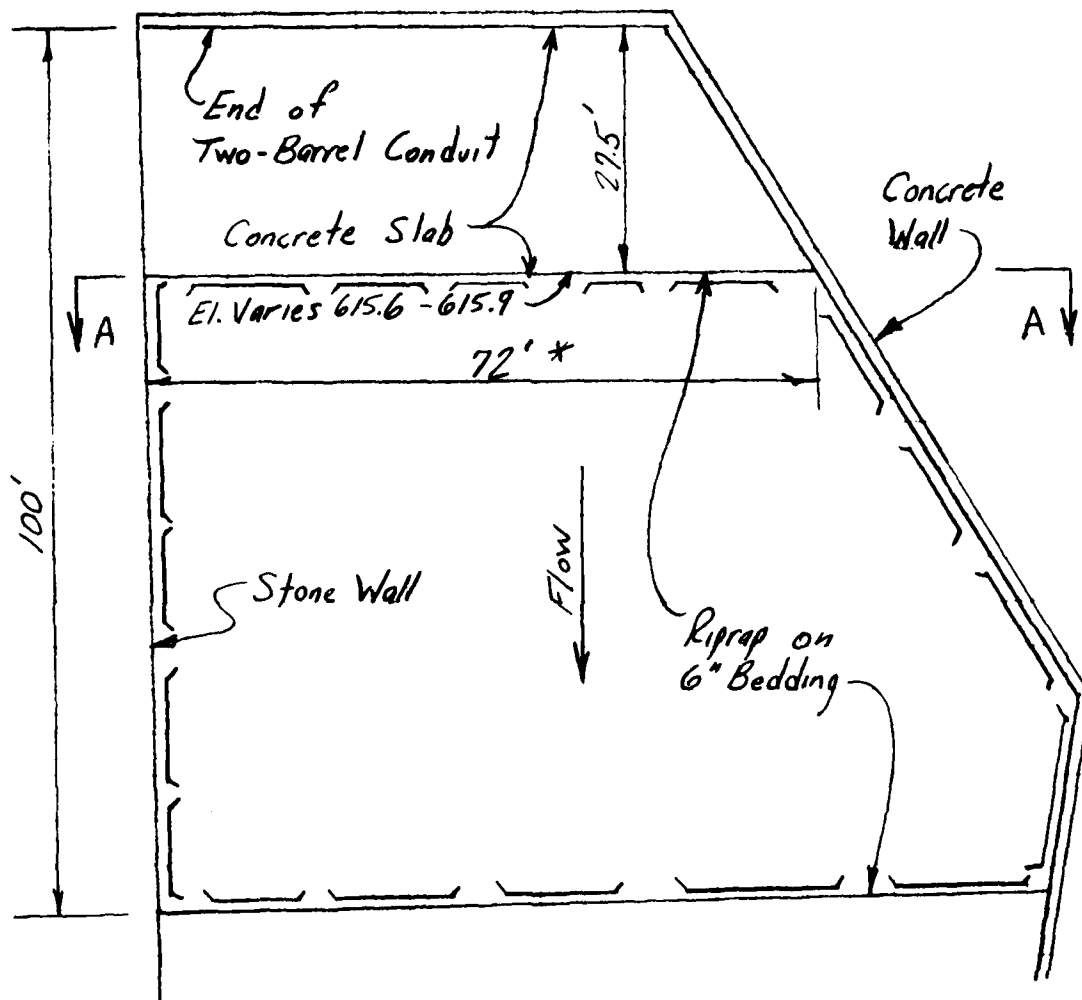 End of
Two-Barrel Conduit
27.5'
Concrete
Wall
Concrete Slab
A
El. Varies 615.6 - 615.9
A
72' *
100'
Flow
Stone Wall
Riprap on
6" Bedding